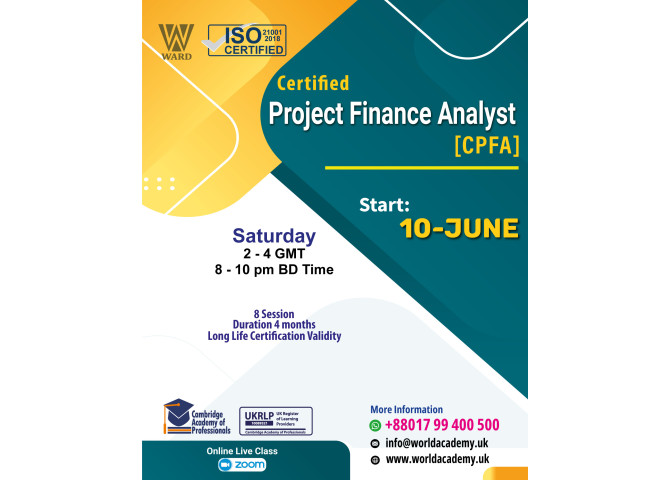 WARD
ISO 21001 2018
CERTIFIED
Certified
Project Finance Analyst
[CPFA]
Start:
10-JUNE
Saturday
2 - 4 GMT
8 - 10 pm BD Time
8 Session
Duration 4 months
Long Life Certification Validity
Cambridge
Academy of
Professionals
UKRLP
UK Register
of Learning
Providers
Cambridge Academy of Professionals
Online Live Class
zoom
More Information
+88017 99 400 500
info@worldacademy.uk
www.worldacademy.uk